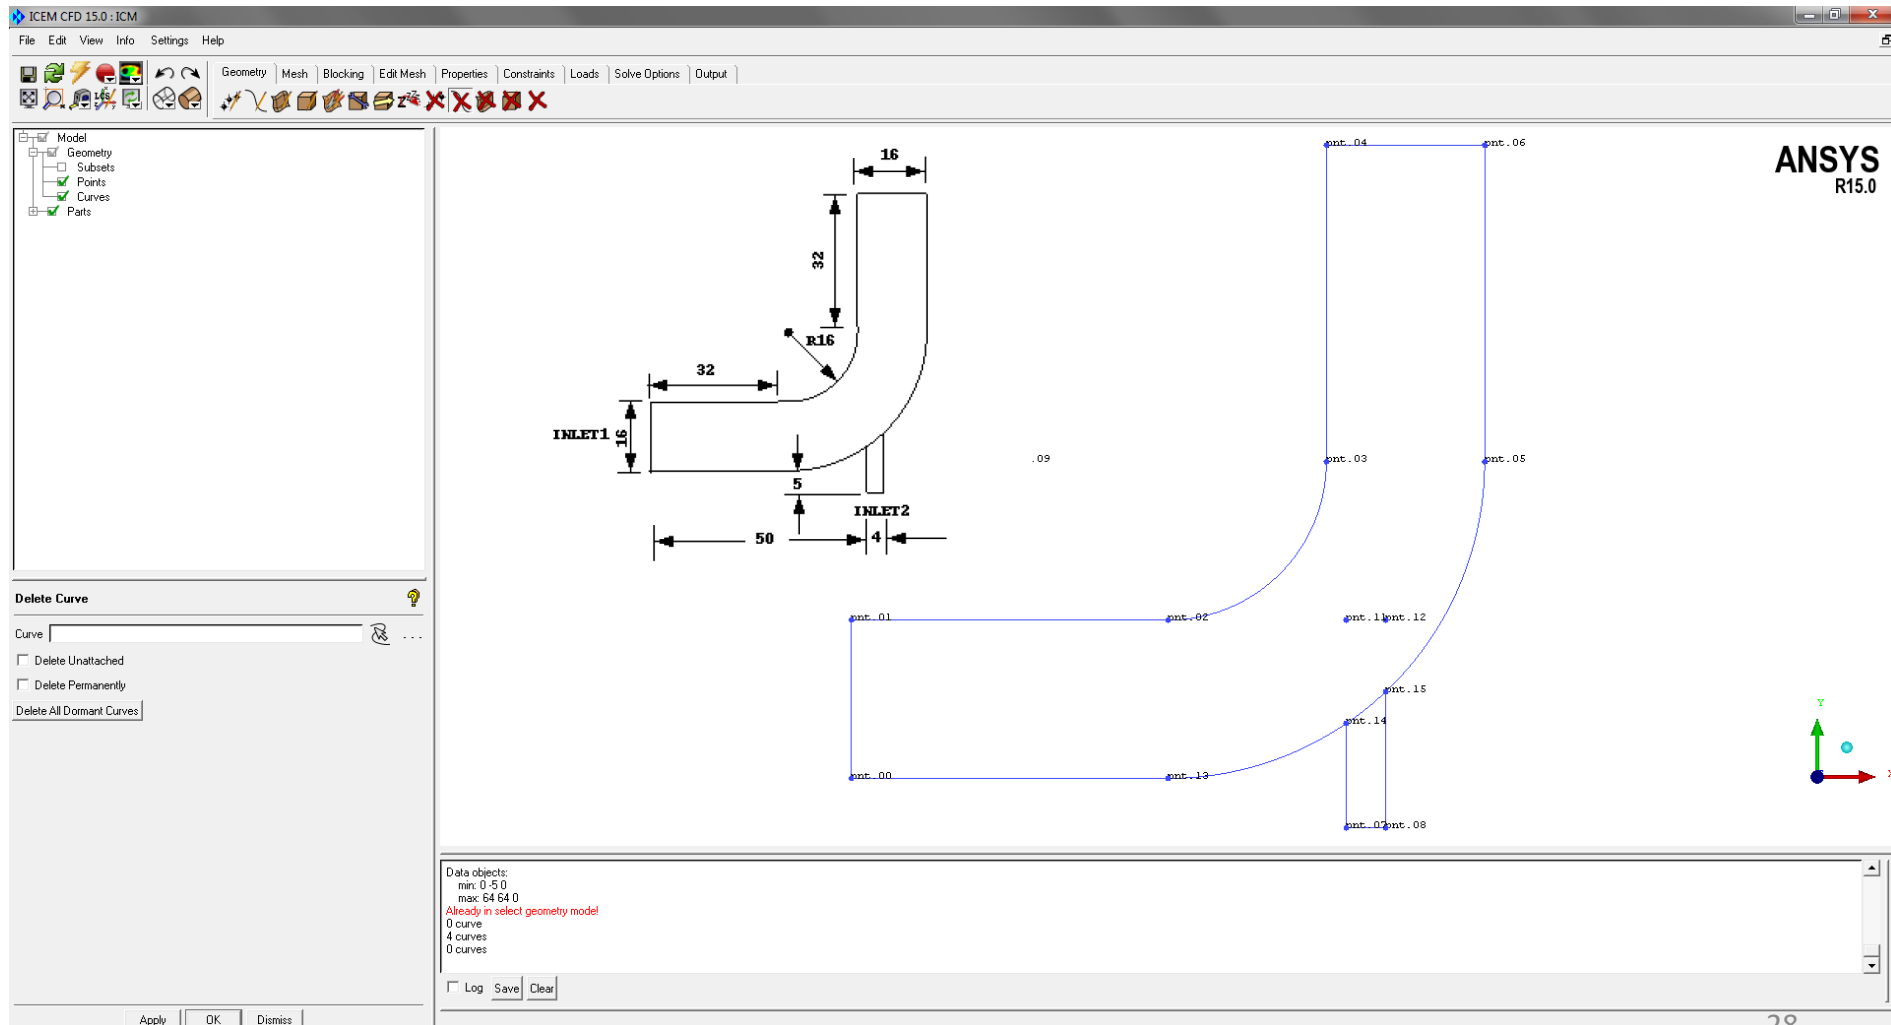 ICEM CFD 15.0 : ICM
File Edit View Info Settings Help
Geometry Mesh Blocking Edit Mesh Properties Constraints Loads Solve Options Output
Model
Geometry
Subsets
Points
Curves
Parts
Delete Curve
Curve
...
Delete Unattached
Delete Permanently
Delete All Dormant Curves
Apply OK Dismiss
16
32
R16
32
INLET1
16
5
INLET2
50
4
ANSYS
R15.0
pnt.04
pnt.06
.09
pnt.03
pnt.05
pnt.01
pnt.02
pnt.11
pnt.12
pnt.15
pnt.14
pnt.00
pnt.13
pnt.07
pnt.08
Y
X
Data objects:
min: 0 -5 0
max: 64 64 0
Already in select geometry mode!
0 curve
4 curves
0 curves
Log Save Clear
28